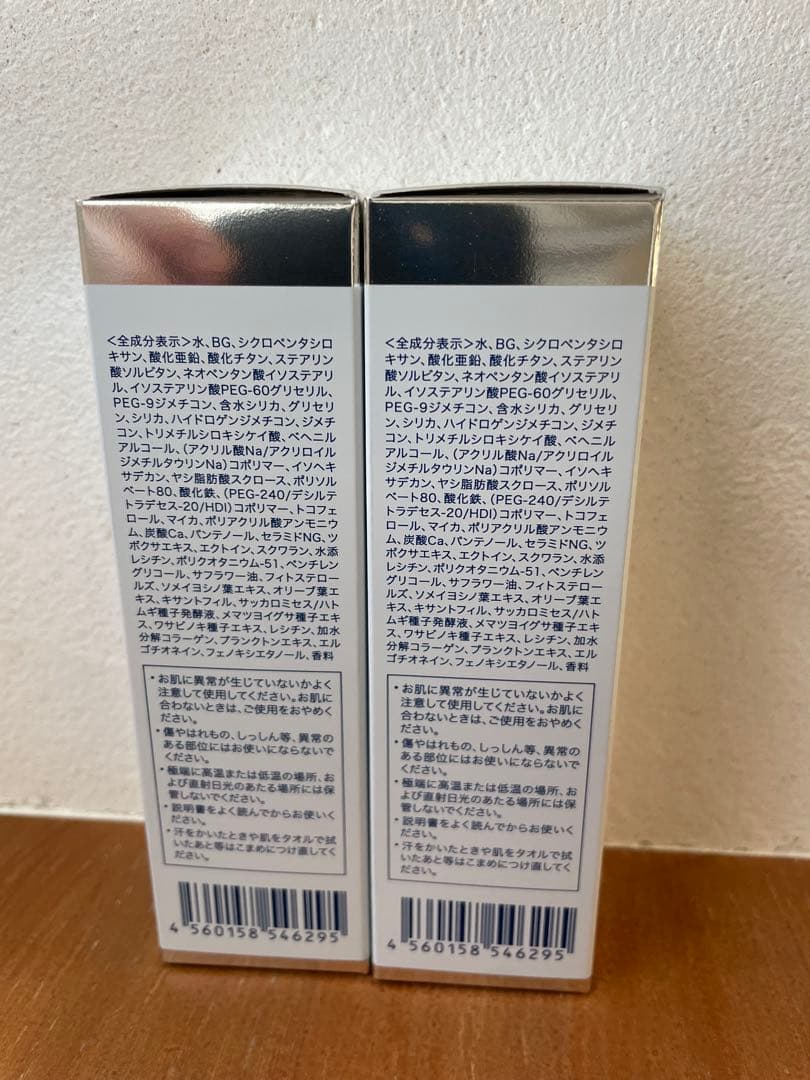 <全成分表示>水、BG、シクロペンタシロ
キサン、酸化亜鉛、酸化チタン、ステアリン
酸ソルビタン、ネオペンタン酸イソステアリ
ル、イソステアリン酸PEG-60グリセリル、
PEG-9ジメチコン、含水シリカ、グリセリ
ン、シリカ、ハイドロゲンジメチコン、ジメチ
コン、トリメチルシロキシケイ酸、ベヘニル
アルコール、(アクリル酸Na/アクリロイル
ジメチルタウリンNa)コポリマー、イソヘキ
サデカン、ヤシ脂肪酸スクロース、ポリソル
ベート80、酸化鉄、(PEG-240/デシルテ
トラデセス-20/HDI)コポリマー、トコフェ
ロール、マイカ、ポリアクリル酸アンモニウ
ム、炭酸Ca、パンテノール、セラミドNG、ツ
ボクサエキス、エクトイン、スクワラン、水添
レシチン、ポリクオタニウム-51、ペンチレン
グリコール、サフラワー油、フィトステロー
ルズ、ソメイヨシノ葉エキス、オリーブ葉エ
キス、キサントフィル、サッカロミセス/ハト
ムギ種子発酵液、メマツヨイグサ種子エキ
ス、ワサビノキ種子エキス、レシチン、加水
分解コラーゲン、プランクトンエキス、エル
ゴチオネイン、フェノキシエタノール、香料
・お肌に異常が生じていないかよく
注意して使用してください。お肌に
合わないときは、ご使用をおやめく
ださい。
・傷やはれもの、しっしん等、異常の
ある部位にはお使いにならないで
ください。
・極端に高温または低温の場所、お
よび直射日光のあたる場所には保
管しないでください。
・説明書をよく読んでからお使いく
ださい。
・汗をかいたときや肌をタオルで拭
いたあと等はこまめにつけ直してく
ださい。
4 560158 546295
<全成分表示>水、BG、シクロペンタシロ
キサン、酸化亜鉛、酸化チタン、ステアリン
酸ソルビタン、ネオペンタン酸イソステアリ
ル、イソステアリン酸PEG-60グリセリル、
PEG-9ジメチコン、含水シリカ、グリセリ
ン、シリカ、ハイドロゲンジメチコン、ジメチ
コン、トリメチルシロキシケイ酸、ベヘニル
アルコール、(アクリル酸Na/アクリロイル
ジメチルタウリンNa)コポリマー、イソヘキ
サデカン、ヤシ脂肪酸スクロース、ポリソル
ベート80、酸化鉄、(PEG-240/デシルテ
トラデセス-20/HDI)コポリマー、トコフェ
ロール、マイカ、ポリアクリル酸アンモニウ
ム、炭酸Ca、パンテノール、セラミドNG、ツ
ボクサエキス、エクトイン、スクワラン、水添
レシチン、ポリクオタニウム-51、ペンチレン
グリコール、サフラワー油、フィトステロー
ルズ、ソメイヨシノ葉エキス、オリーブ葉エ
キス、キサントフィル、サッカロミセス/ハト
ムギ種子発酵液、メマツヨイグサ種子エキ
ス、ワサビノキ種子エキス、レシチン、加水
分解コラーゲン、プランクトンエキス、エル
ゴチオネイン、フェノキシエタノール、香料
・お肌に異常が生じていないかよく
注意して使用してください。お肌に
合わないときは、ご使用をおやめく
ださい。
・傷やはれもの、しっしん等、異常の
ある部位にはお使いにならないで
ください。
・極端に高温または低温の場所、お
よび直射日光のあたる場所には保
管しないでください。
・説明書をよく読んでからお使いく
ださい。
・汗をかいたときや肌をタオルで拭
いたあと等はこまめにつけ直してく
ださい。
4 560158 546295